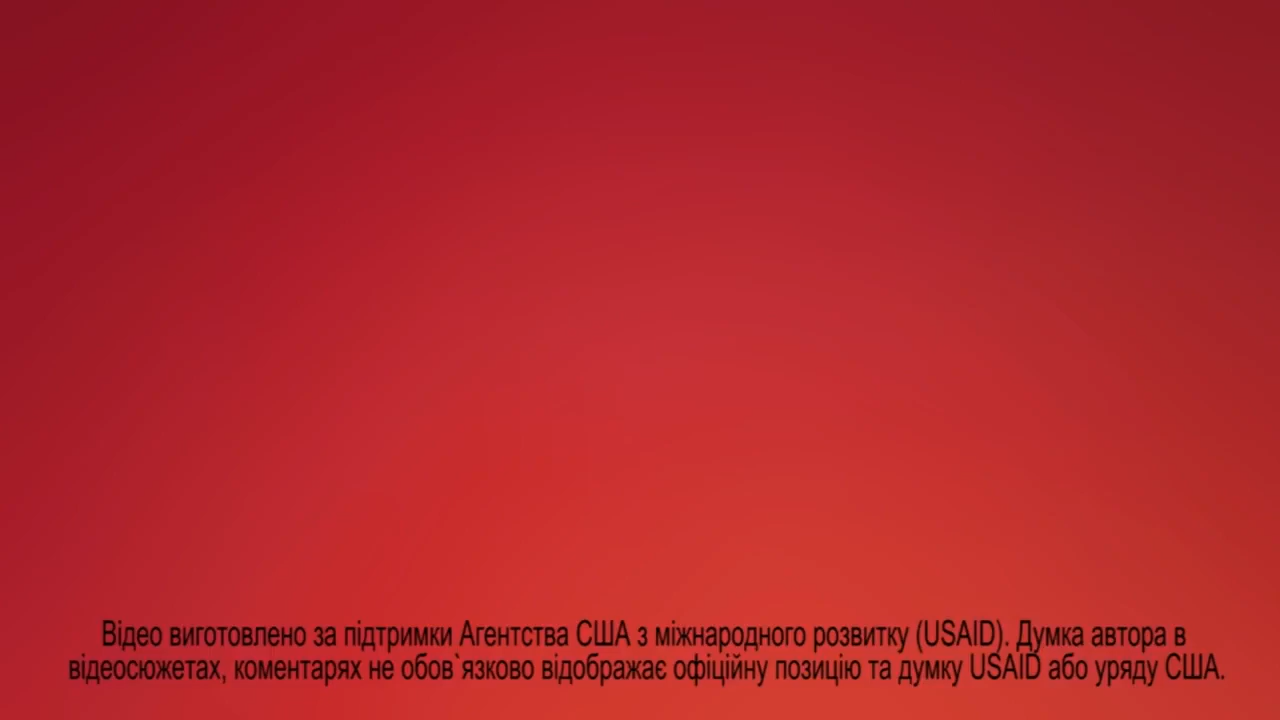 Відео виготовлено за підтримки Агентства США з міжнародного розвитку (USAID). Думка автора в
відеосюжетах, коментарях не обов`язково відображає офіційну позицію та думку USAID або уряду США.